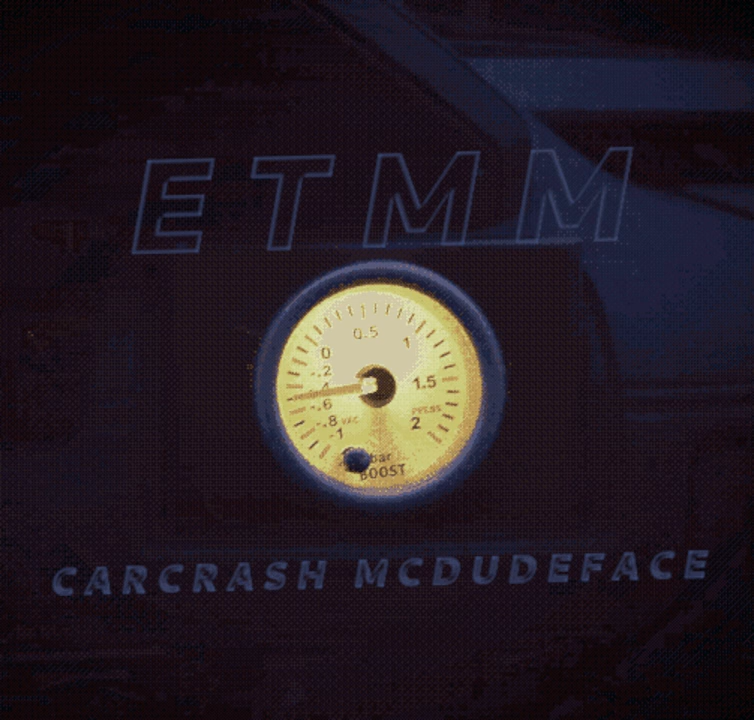 ETMM
0.5
1
0
-.2
.4
1.5
-.6
PRESS
-.8 VAC
2
-1
bar
BOOST
CARCRASH MCDUDEFACE